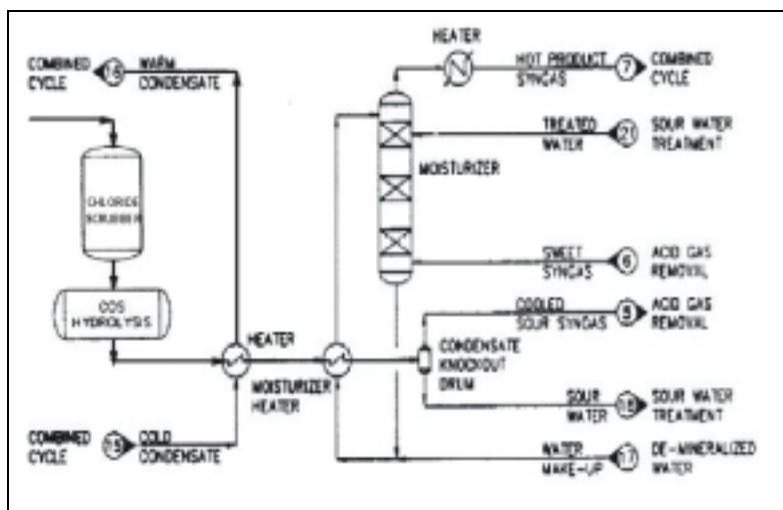 HEATER
COMBINED
CYCLE
16
WARM
CONDENSATE
HOT PRODUCT
SYNGAS
7
COMBINED
CYCLE
TREATED
WATER
SOUR WATER
TREATMENT
MOISTURIZER
CHLORIDE
SCRUBBER
SWEET
SYNGAS
6
ACID GAS
REMOVAL
COS
HYDROLYSIS
COOLED
SOUR SYNGAS
ACID GAS
REMOVAL
HEATER
MOISTURIZER
HEATER
CONDENSATE
KNOCKOUT
DRUM
SOUR
WATER
18
SOUR WATER
TREATMENT
COMBINED
CYCLE
15
COLD
CONDENSATE
WATER
MAKE-UP
17
DE-MINERALIZED
WATER